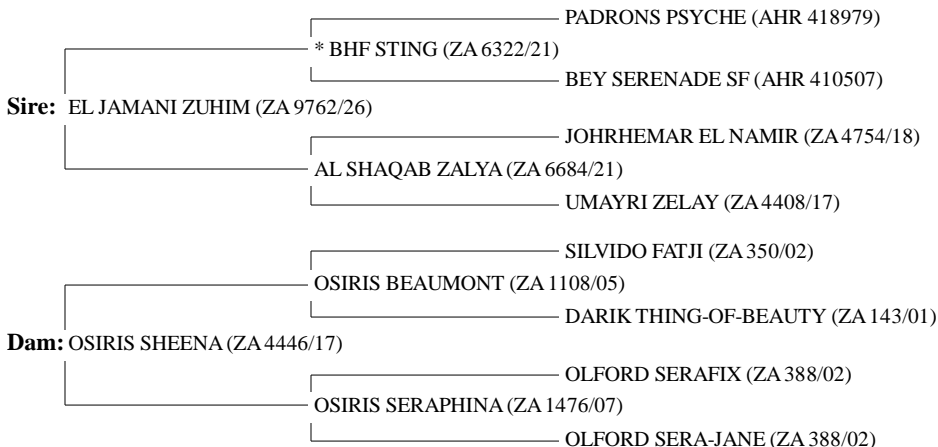 PADRONS PSYCHE (AHR 418979)
* BHF STING (ZA 6322/21)
BEY SERENADE SF (AHR 410507)
Sire: EL JAMANI ZUHIM (ZA 9762/26)
JOHRHEMAR EL NAMIR (ZA 4754/18)
AL SHAQAB ZALYA (ZA 6684/21)
UMAYRI ZELAY (ZA 4408/17)
SILVIDO FATJI (ZA 350/02)
OSIRIS BEAUMONT (ZA 1108/05)
DARIK THING-OF-BEAUTY (ZA 143/01)
Dam: OSIRIS SHEENA (ZA 4446/17)
OLFORD SERAFIX (ZA 388/02)
OSIRIS SERAPHINA (ZA 1476/07)
OLFORD SERA-JANE (ZA 388/02)